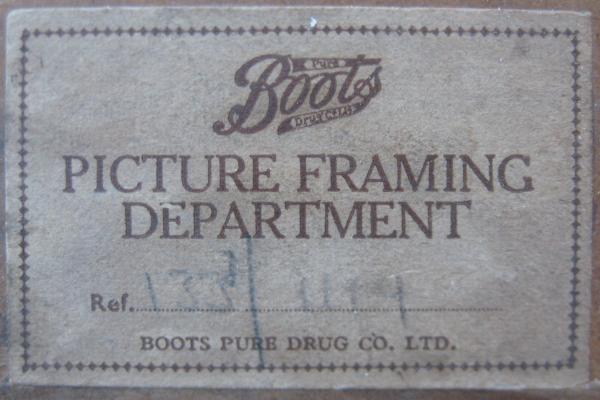 Boots
Pure
Drug Co Ltd
PICTURE FRAMING
DEPARTMENT
Ref.
BOOTS PURE DRUG CO. LTD.